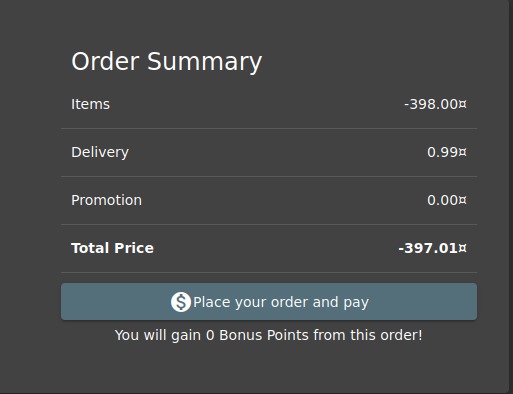 Order Summary
Items -398.00¤
Delivery 0.99¤
Promotion 0.00¤
Total Price -397.01¤
$ Place your order and pay
You will gain 0 Bonus Points from this order!